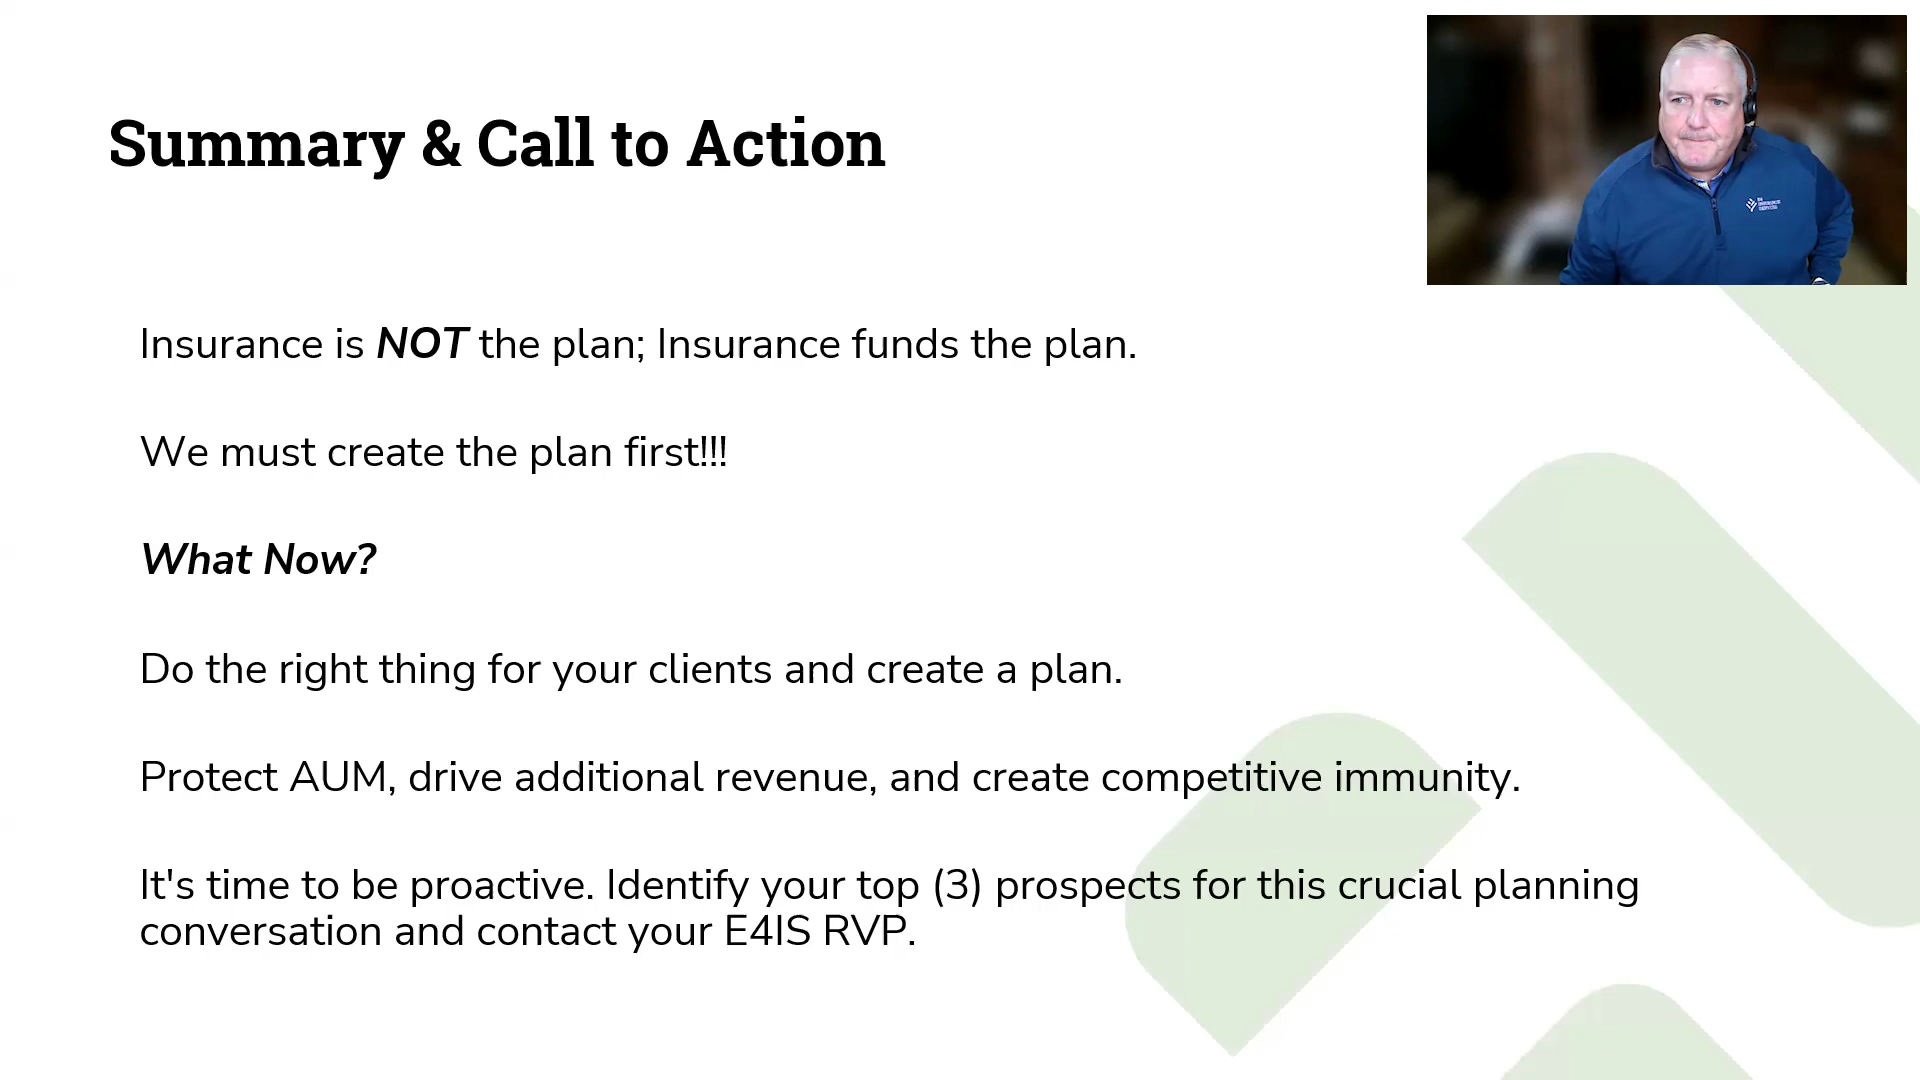 Summary & Call to Action
Insurance is NOT the plan; Insurance funds the plan.
We must create the plan first!!!
What Now?
Do the right thing for your clients and create a plan.
Protect AUM, drive additional revenue, and create competitive immunity.
It's time to be proactive. Identify your top (3) prospects for this crucial planning
conversation and contact your E4IS RVP.